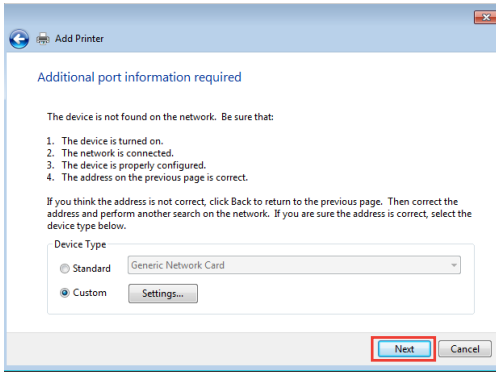 Add Printer
Additional port information required
The device is not found on the network.  Be sure that:
1.  The device is turned on.
2.  The network is connected.
3.  The device is properly configured.
4.  The address on the previous page is correct.
If you think the address is not correct, click Back to return to the previous page.  Then correct the
address and perform another search on the network.  If you are sure the address is correct, select the
device type below.
Device Type
Standard Generic Network Card
Custom Settings...
Next Cancel